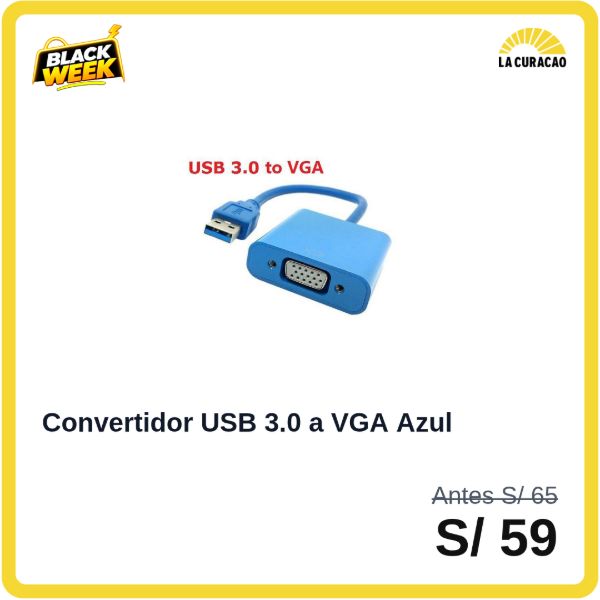 BLACK
WEEK
LA CURACAO
USB 3.0 to VGA
Convertidor USB 3.0 a VGA Azul
Antes S/ 65
S/ 59